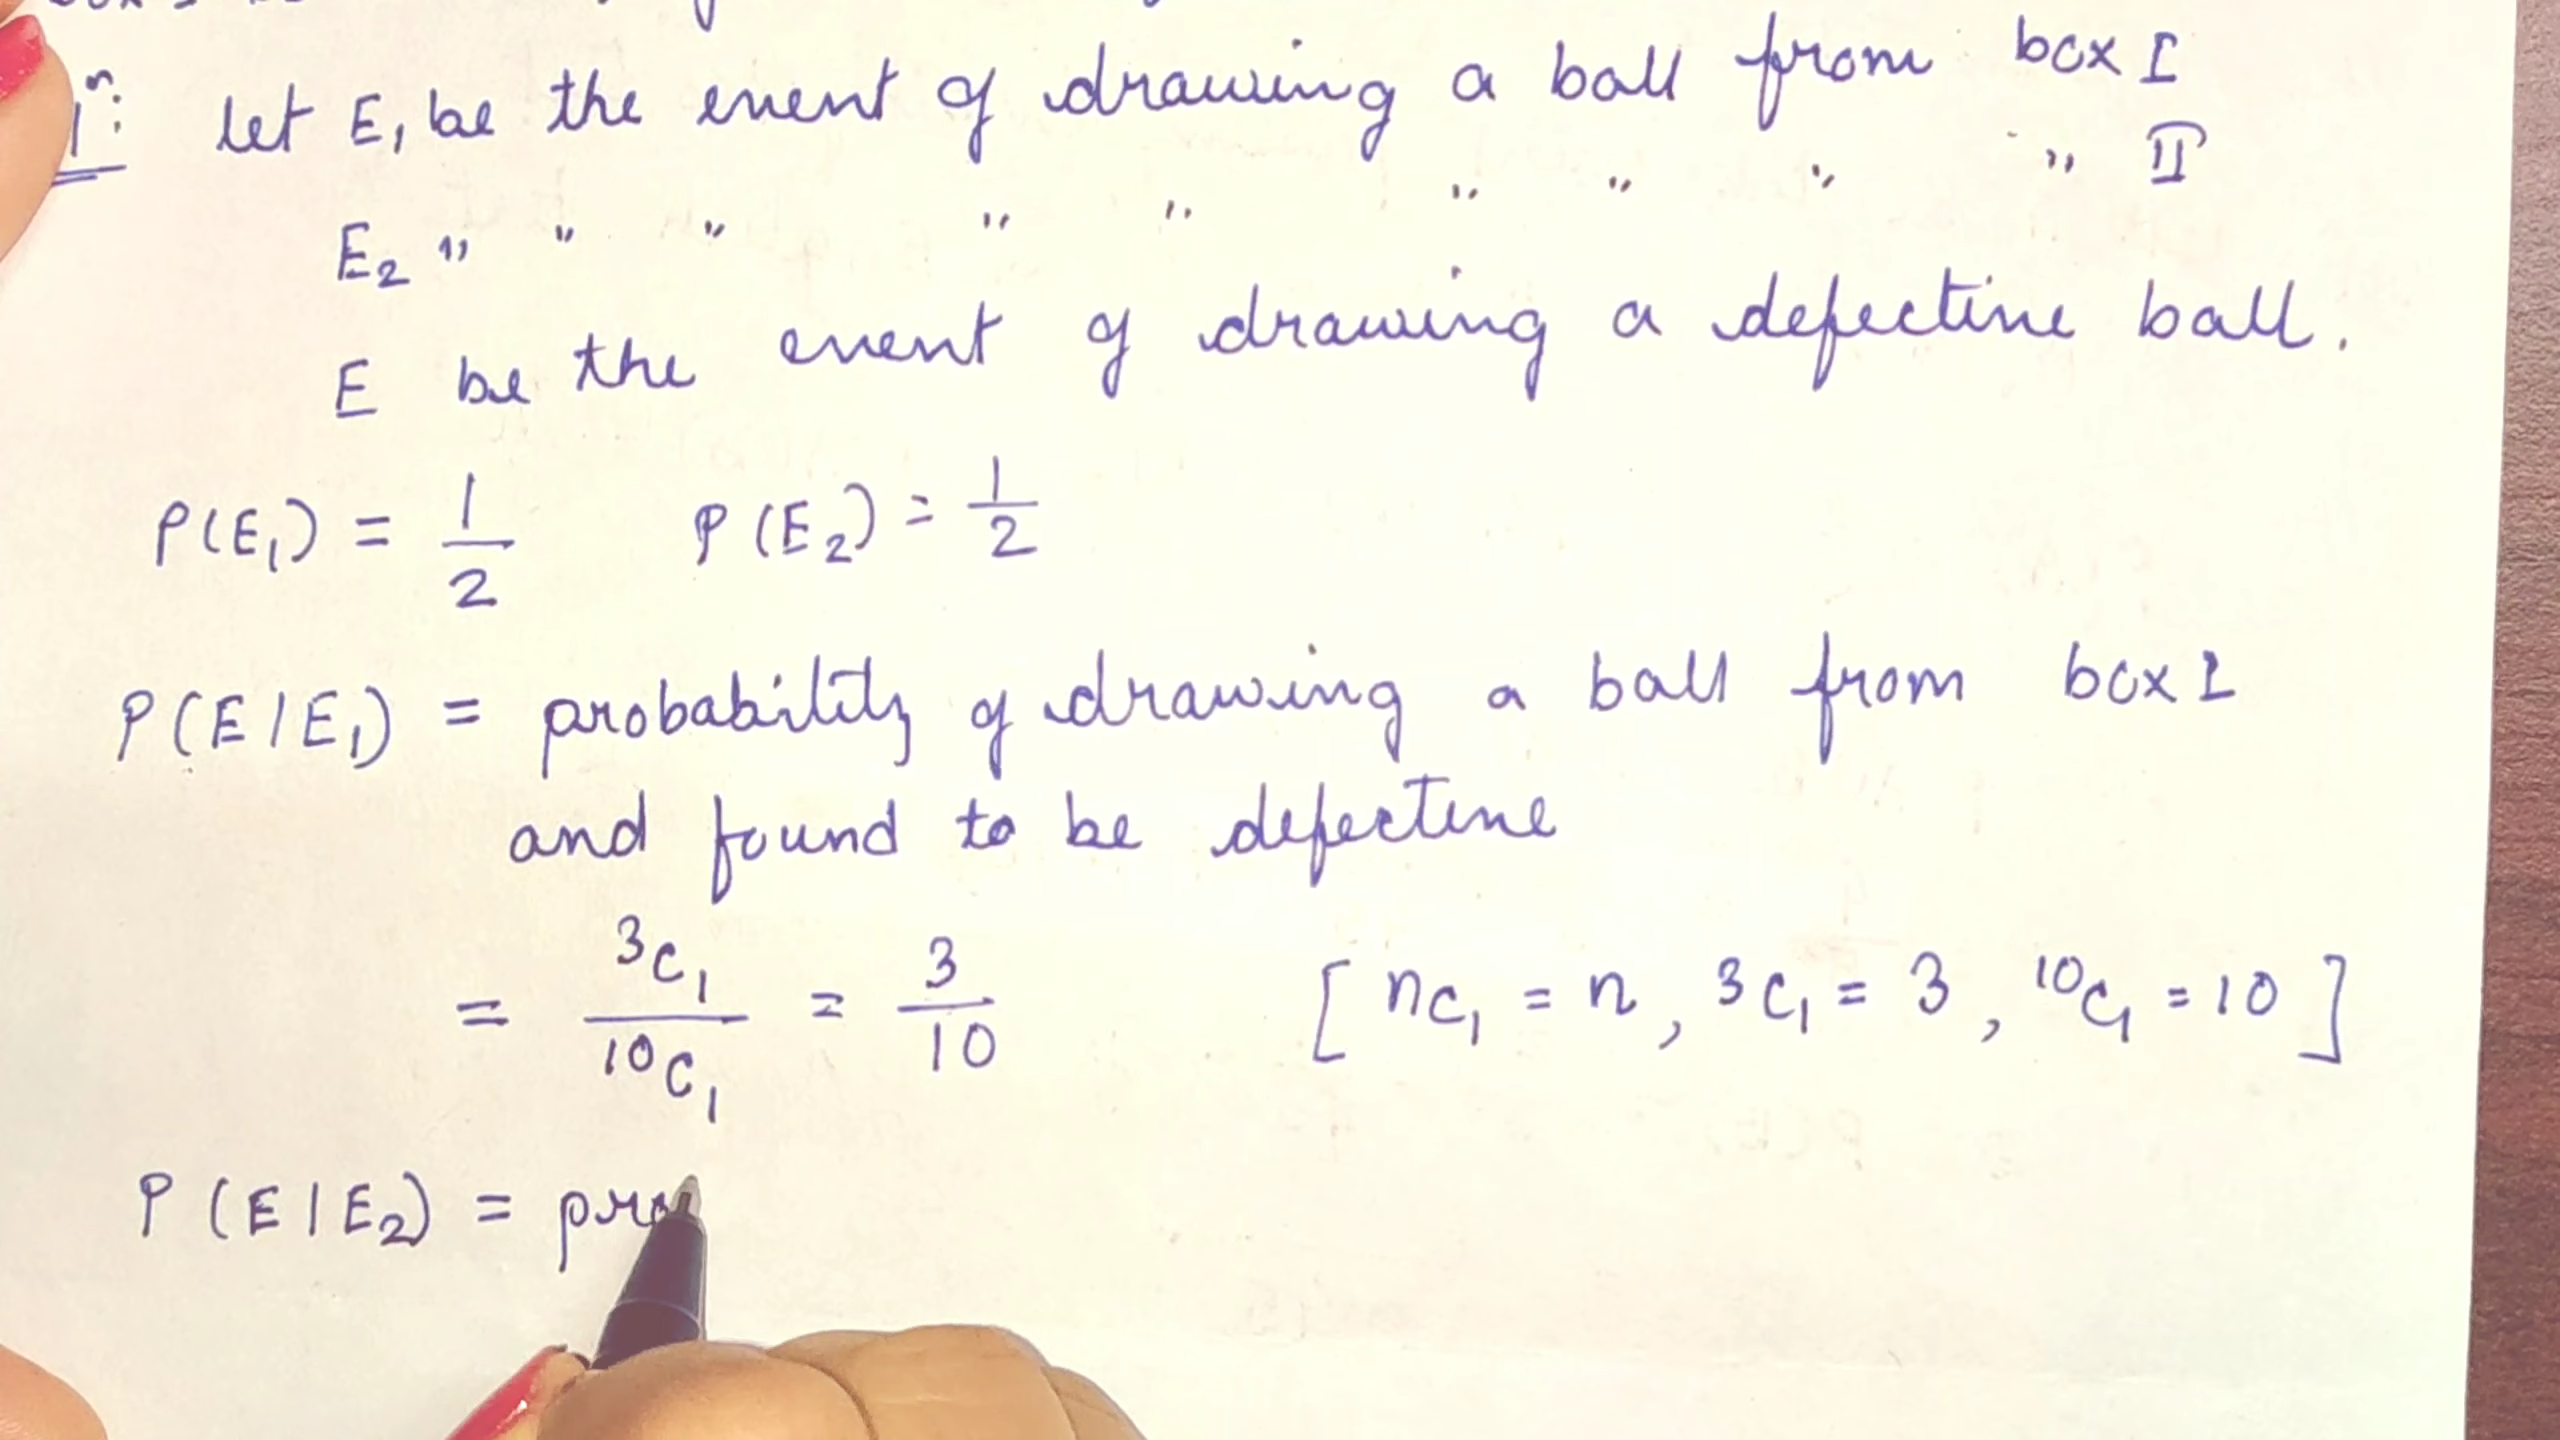 1ⁿ: let E₁ be the event of drawing a ball from box I
E₂ " " " " " " " " " II
E be the event of drawing a defective ball.
P(E₁) = 1/2 P(E₂) = 1/2
P(E/E₁) = probability of drawing a ball from box I
and found to be defective
= ³C₁/¹⁰C₁ = 3/10 [nC₁ = n, ³C₁ = 3, ¹⁰C₁ = 10]
P(E/E₂) = pro